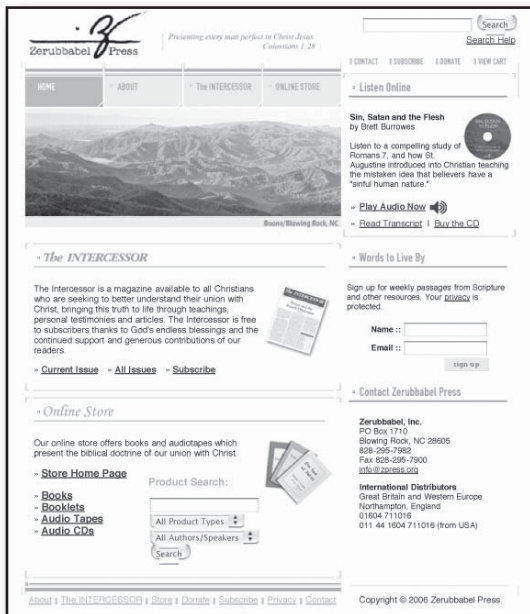 Zerubbabel Press
Presenting every man perfect in Christ Jesus.
Colossians 1:28
Search
Search Help
CONTACT SUBSCRIBE DONATE VIEW CART
HOME ABOUT The INTERCESSOR ONLINE STORE
Boone/Blowing Rock, NC
The INTERCESSOR
The Intercessor is a magazine available to all Christians
who are seeking to better understand their union with
Christ, bringing this truth to life through teachings,
personal testimonies and articles. The Intercessor is free
to subscribers thanks to God's endless blessings and the
continued support and generous contributions of our
readers.
» Current Issue » All Issues » Subscribe
Online Store
Our online store offers books and audiotapes which
present the biblical doctrine of our union with Christ.
» Store Home Page
» Books
» Booklets
» Audio Tapes
» Audio CDs
Product Search:
All Product Types
All Authors/Speakers
Search
Listen Online
Sin, Satan and the Flesh
by Brett Burrowes
Listen to a compelling study of
Romans 7, and how St.
Augustine introduced into Christian teaching
the mistaken idea that believers have a
"sinful human nature."
» Play Audio Now
» Read Transcript | Buy the CD
Words to Live By
Sign up for weekly passages from Scripture
and other resources. Your privacy is
protected.
Name ::
Email ::
sign up
Contact Zerubbabel Press
Zerubbabel, Inc.
PO Box 1710
Blowing Rock, NC 28605
828-295-7982
Fax 828-295-7900
info@zpress.org
International Distributors
Great Britain and Western Europe
Northampton, England
01604 711016
011 44 1604 711016 (from USA)
About | The INTERCESSOR | Store | Donate | Subscribe | Privacy | Contact
Copyright © 2006 Zerubbabel Press.